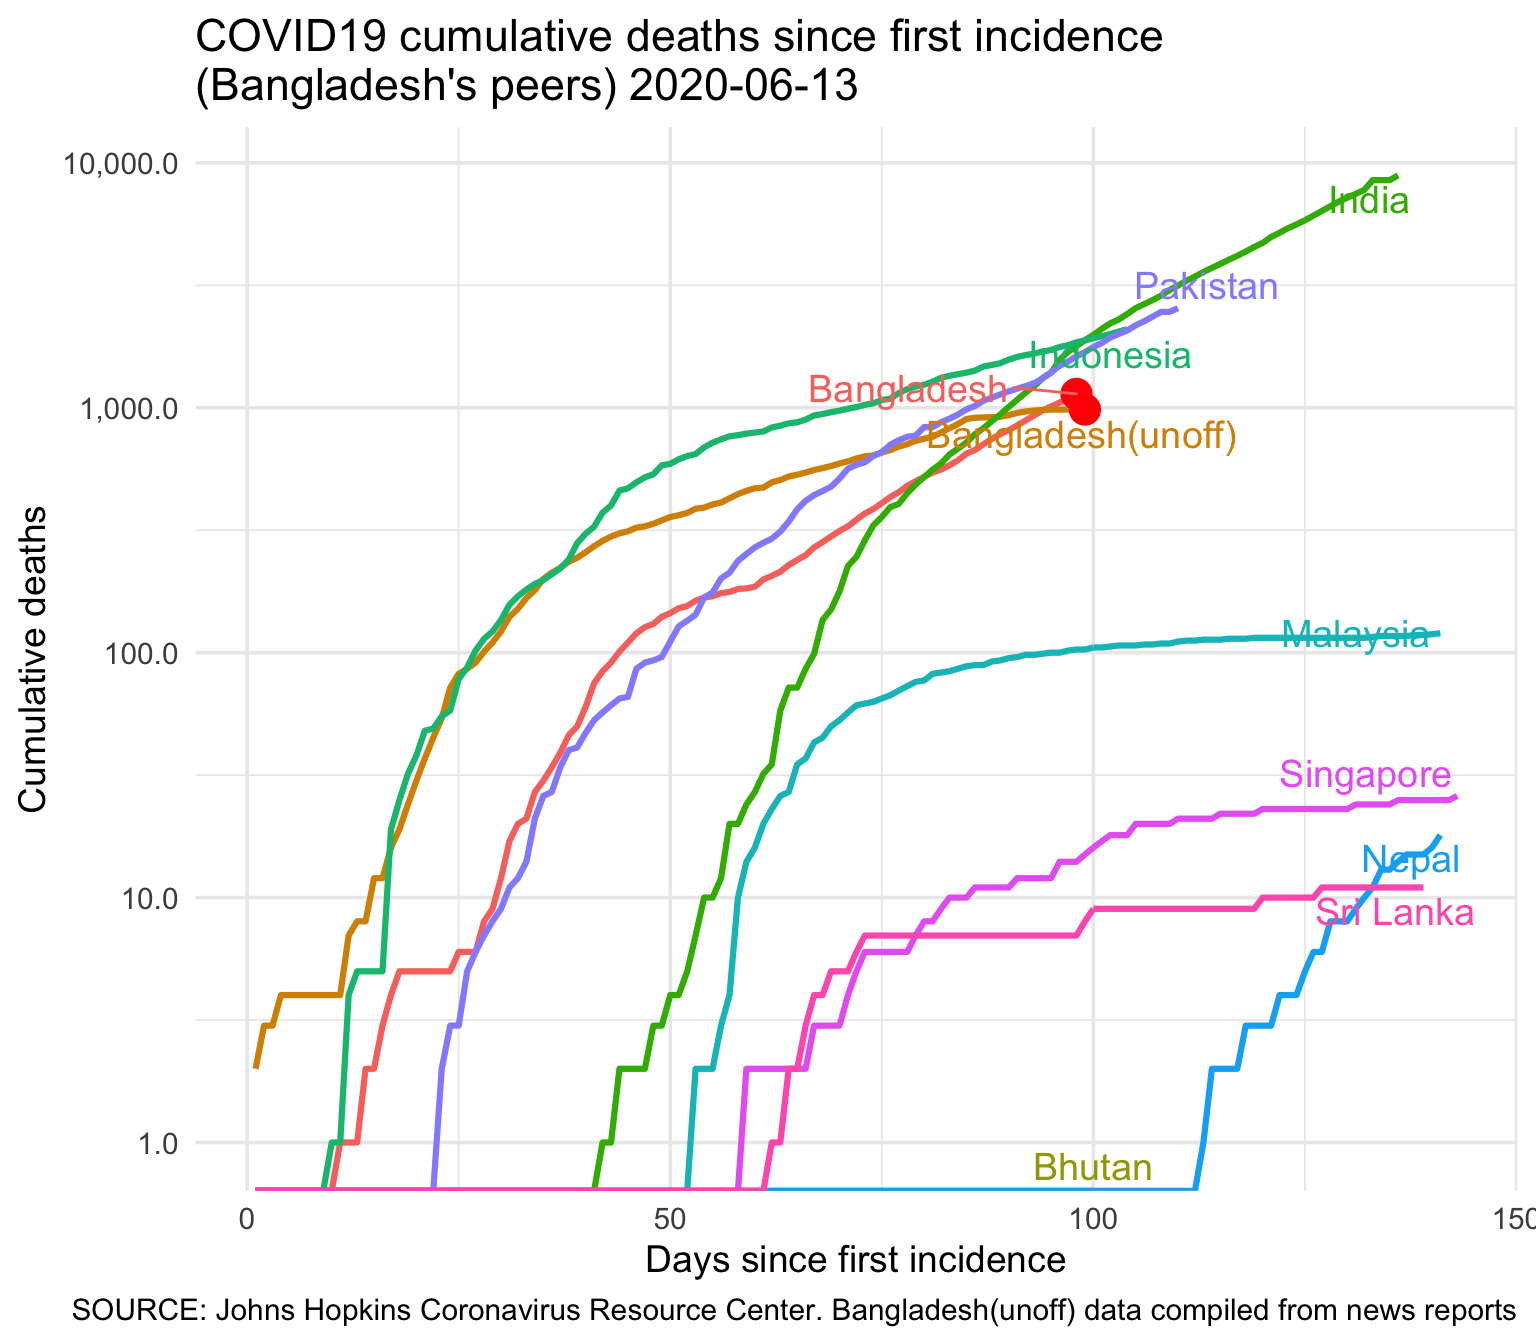 COVID19 cumulative deaths since first incidence
(Bangladesh's peers) 2020-06-13
10,000.0
India
Pakistan
Indonesia
Bangladesh
1,000.0
Bangladesh(unoff)
Cumulative deaths
100.0
Malaysia
Singapore
Nepal
10.0
Sri Lanka
1.0
Bhutan
0 50 100 150
Days since first incidence
SOURCE: Johns Hopkins Coronavirus Resource Center. Bangladesh(unoff) data compiled from news reports